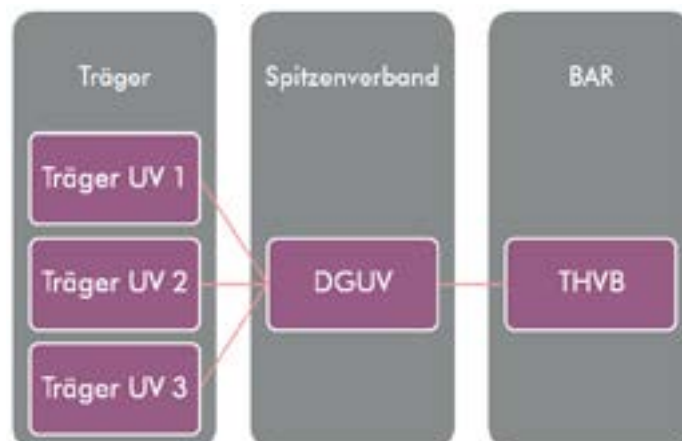 Träger
Spitzenverband
BAR
Träger UV 1
Träger UV 2
DGUV
THVB
Träger UV 3